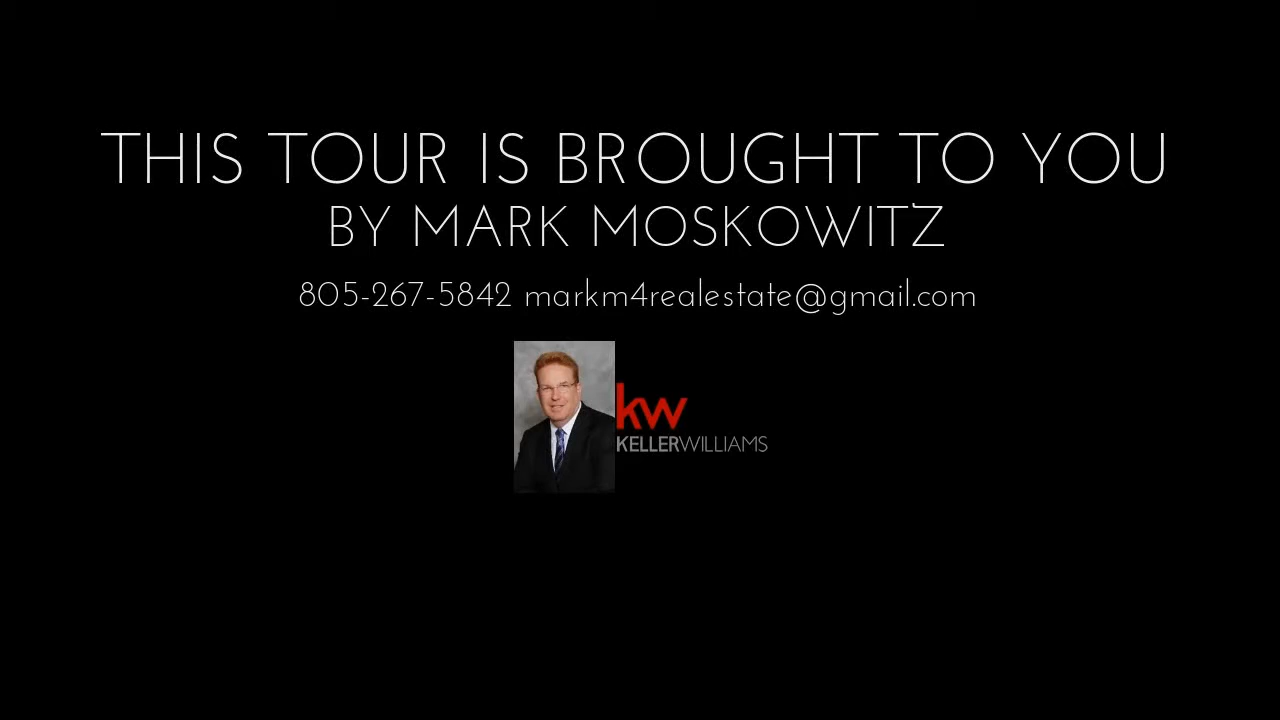 THIS TOUR IS BROUGHT TO YOU
BY MARK MOSKOWITZ
805-267-5842 markm4realestate@gmail.com
kw
KELLERWILLIAMS